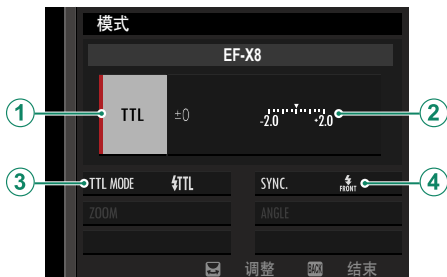 模式
EF-X8
1 TTL ±0 -2.0 +2.0 2
3 TTL MODE TTL SYNC. FRONT 4
ZOOM ANGLE
调整 BACK 结束